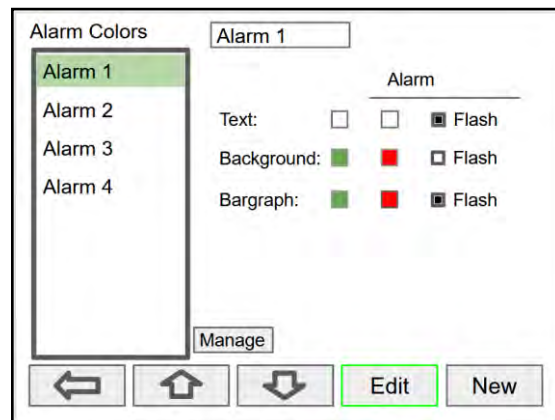 Alarm Colors
Alarm 1
Alarm 1
Alarm 2
Alarm 3
Alarm 4
Alarm
Text: Flash
Background: Flash
Bargraph: Flash
Manage
Edit
New